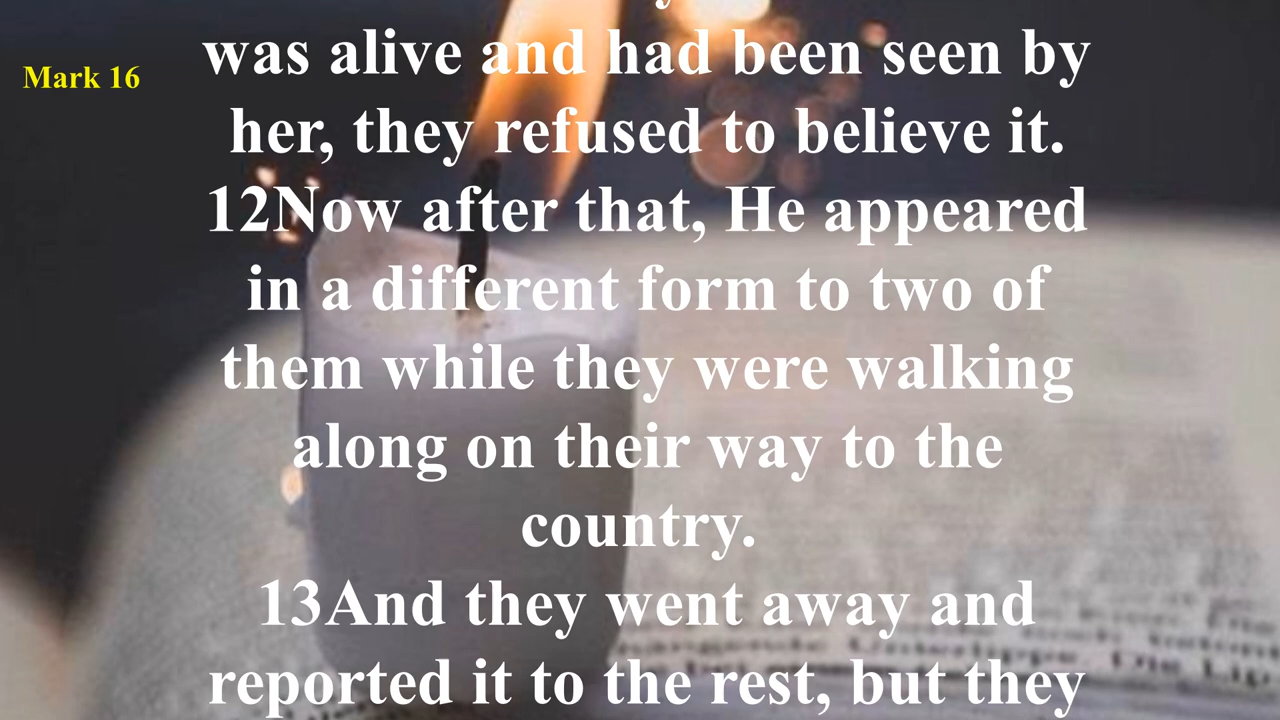 Mark 16
was alive and had been seen by
her, they refused to believe it.
12Now after that, He appeared
in a different form to two of
them while they were walking
along on their way to the
country.
13And they went away and
reported it to the rest, but they